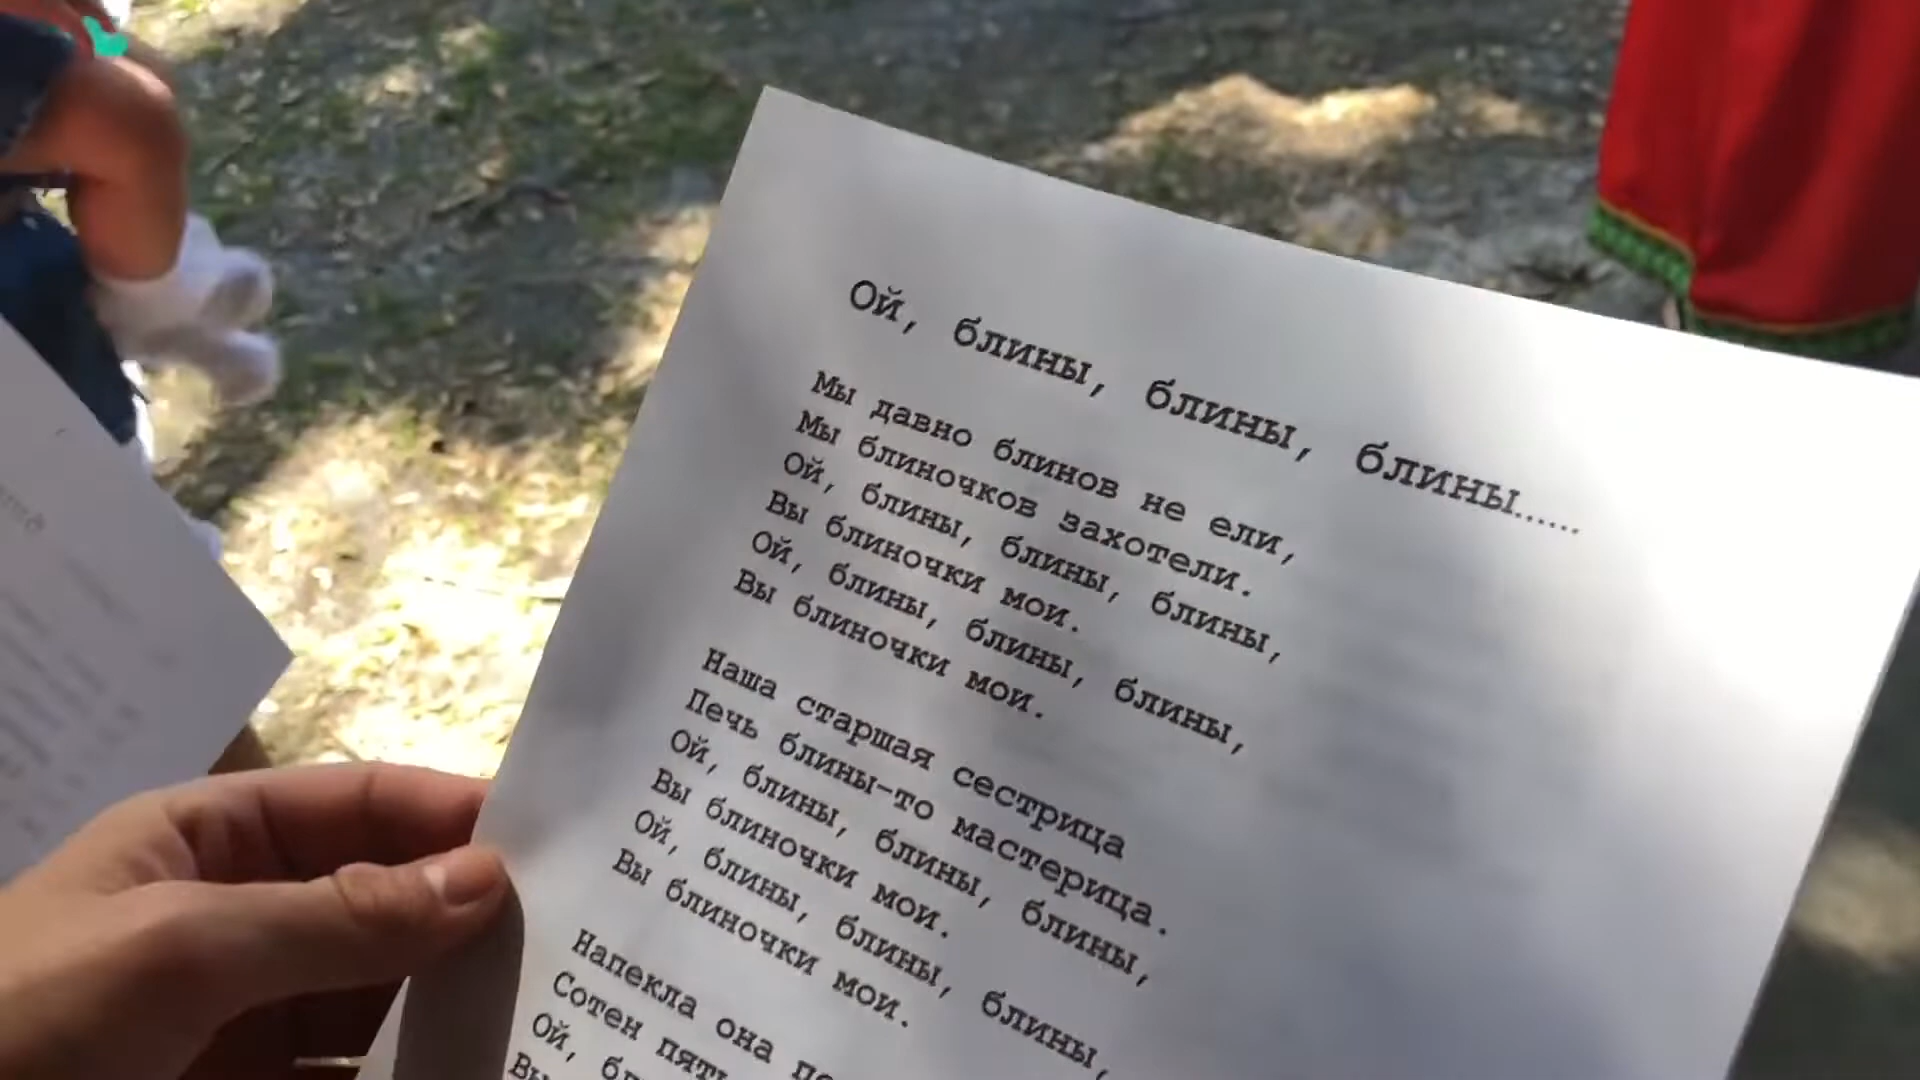 Ой, блины, блины, блины......
Мы давно блинов не ели,
Мы блиночков захотели.
Ой, блины, блины, блины,
Вы блиночки мои.
Ой, блины, блины, блины,
Вы блиночки мои.
Наша старшая сестрица
Печь блины-то мастерица.
Ой, блины, блины, блины,
Вы блиночки мои.
Ой, блины, блины, блины,
Вы блиночки мои.
Напекла она
Сотен
Ой,